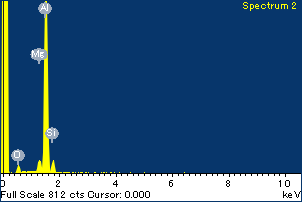 Spectrum 2
Al
Mg
Si
O
0 2 4 6 8 10
Full Scale 812 cts Cursor: 0.000 keV